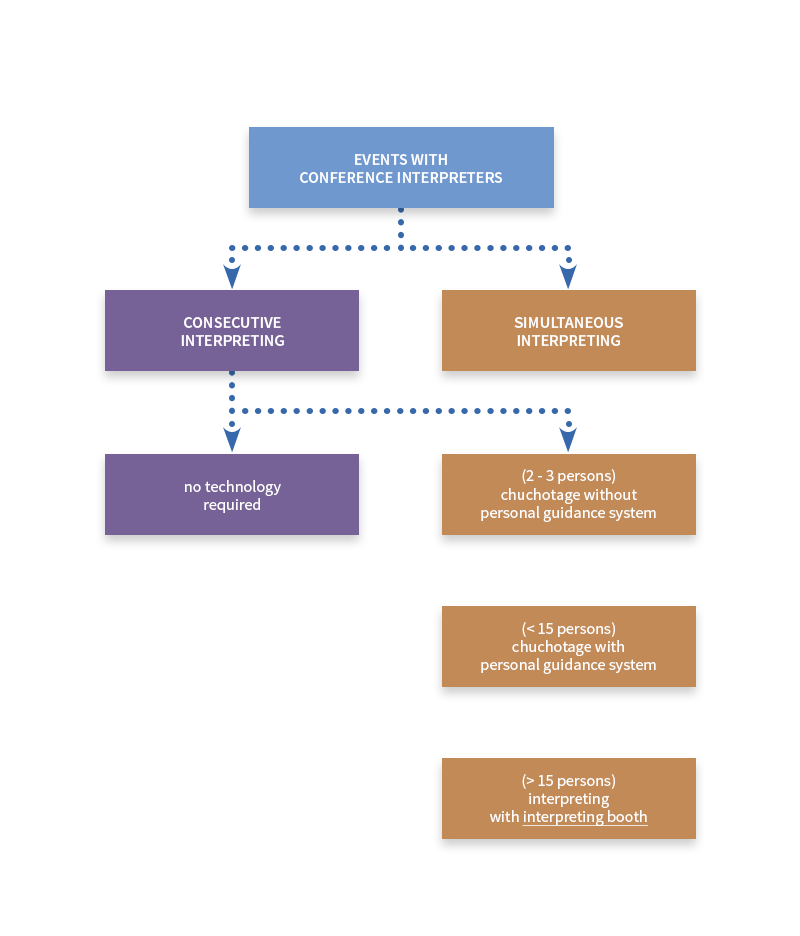 EVENTS WITH
CONFERENCE INTERPRETERS
CONSECUTIVE
INTERPRETING
SIMULTANEOUS
INTERPRETING
no technology
required
(2 - 3 persons)
chuchotage without
personal guidance system
(< 15 persons)
chuchotage with
personal guidance system
(> 15 persons)
interpreting
with interpreting booth